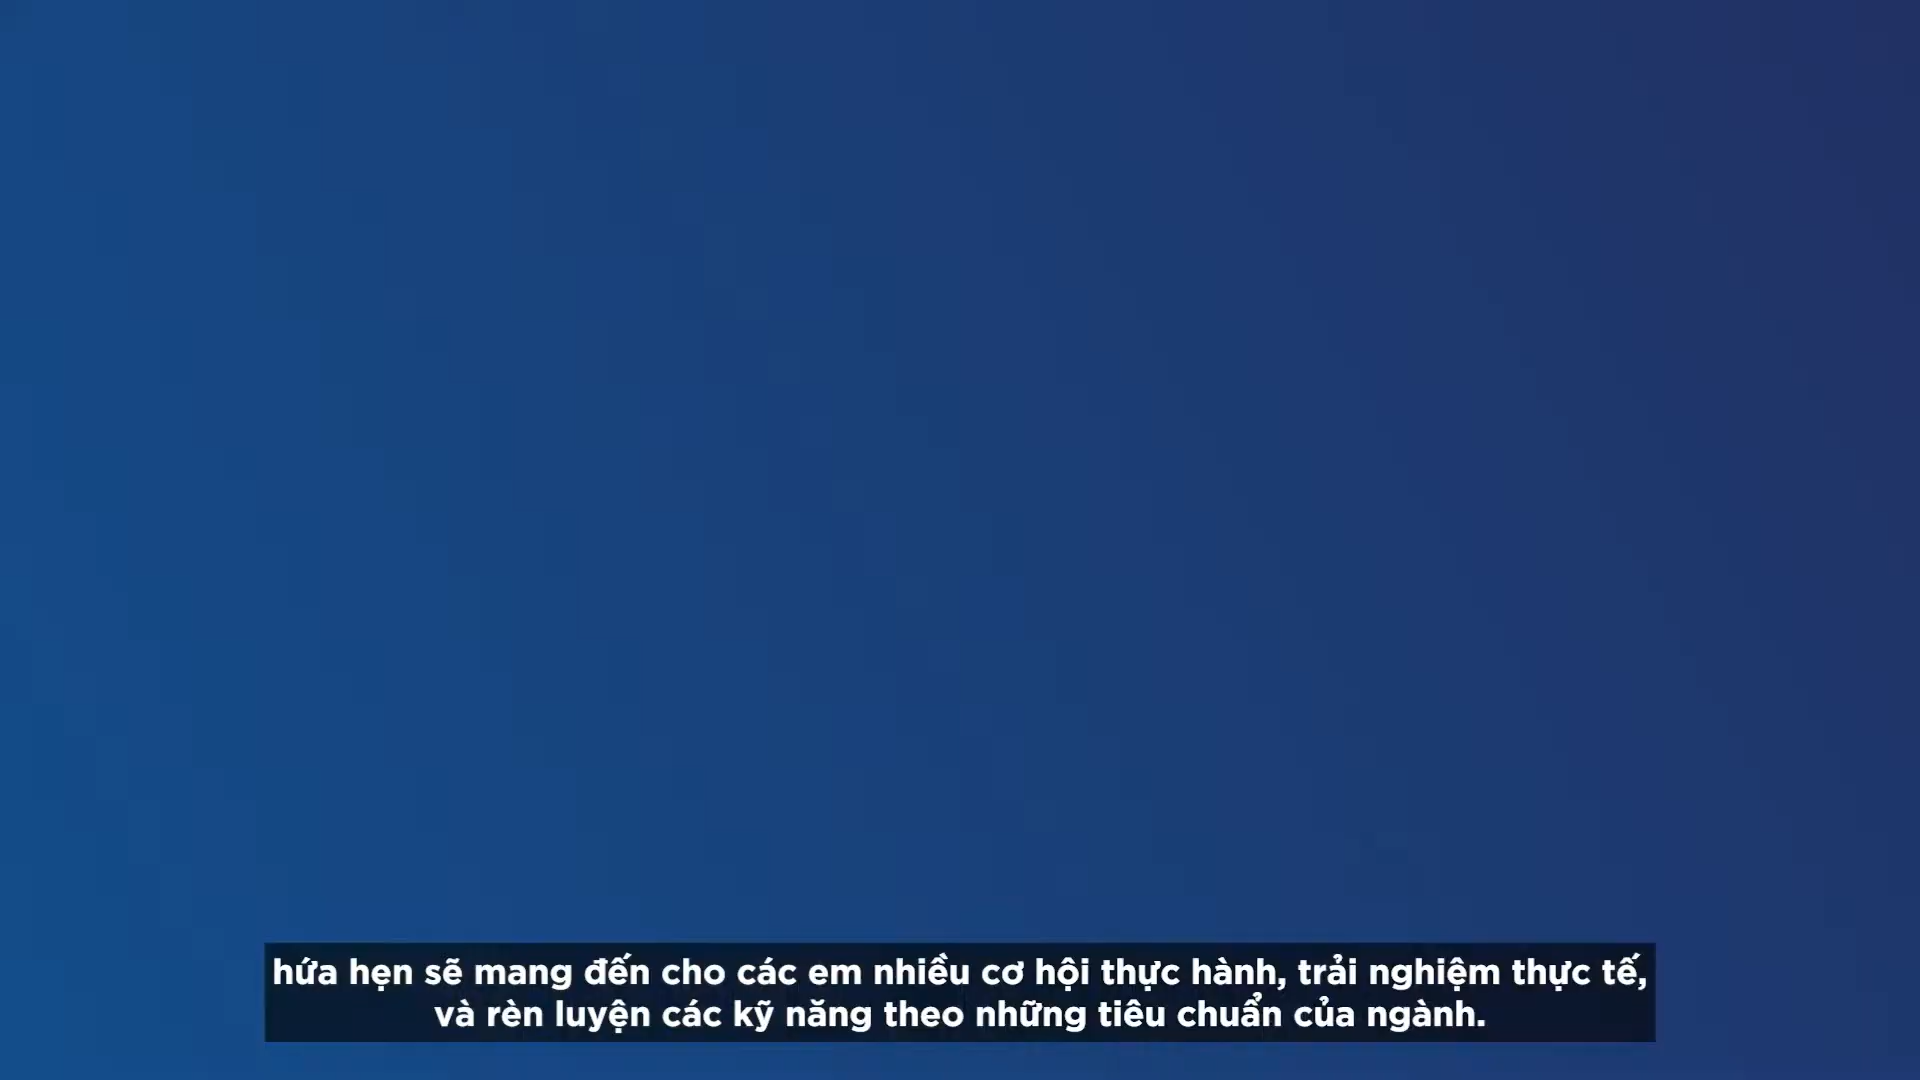 hứa hẹn sẽ mang đến cho các em nhiều cơ hội thực hành, trải nghiệm thực tế,
và rèn luyện các kỹ năng theo những tiêu chuẩn của ngành.